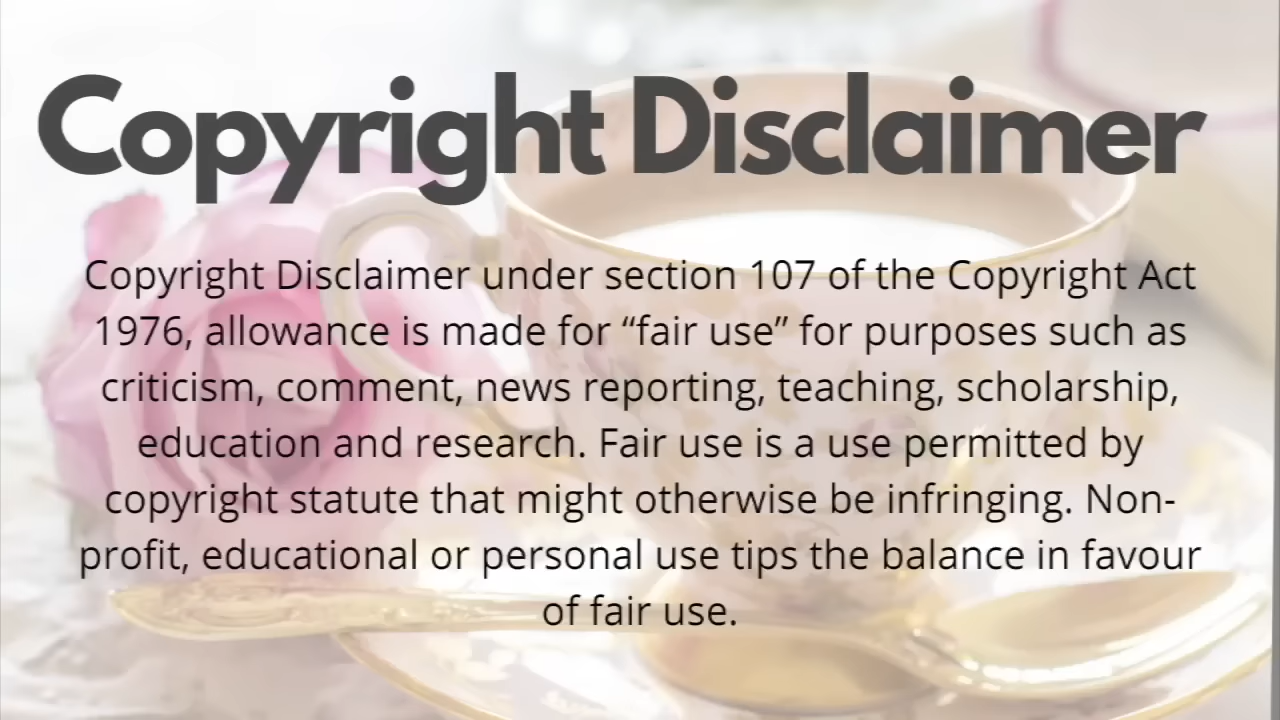 Copyright Disclaimer
Copyright Disclaimer under section 107 of the Copyright Act
1976, allowance is made for “fair use” for purposes such as
criticism, comment, news reporting, teaching, scholarship,
education and research. Fair use is a use permitted by
copyright statute that might otherwise be infringing. Non-
profit, educational or personal use tips the balance in favour
of fair use.